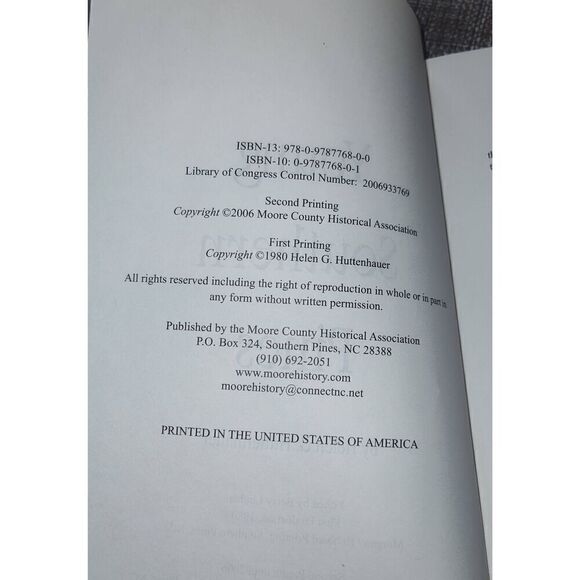 ISBN-13: 978-0-9787768-0-0
ISBN-10: 0-9787768-0-1
Library of Congress Control Number: 2006933769
Second Printing
Copyright ©2006 Moore County Historical Association
First Printing
Copyright ©1980 Helen G. Huttenhauer
All rights reserved including the right of reproduction in whole or in part in
any form without written permission.
Published by the Moore County Historical Association
P.O. Box 324, Southern Pines, NC 28388
(910) 692-2051
www.moorehistory.com
moorehistory@connectnc.net
PRINTED IN THE UNITED STATES OF AMERICA